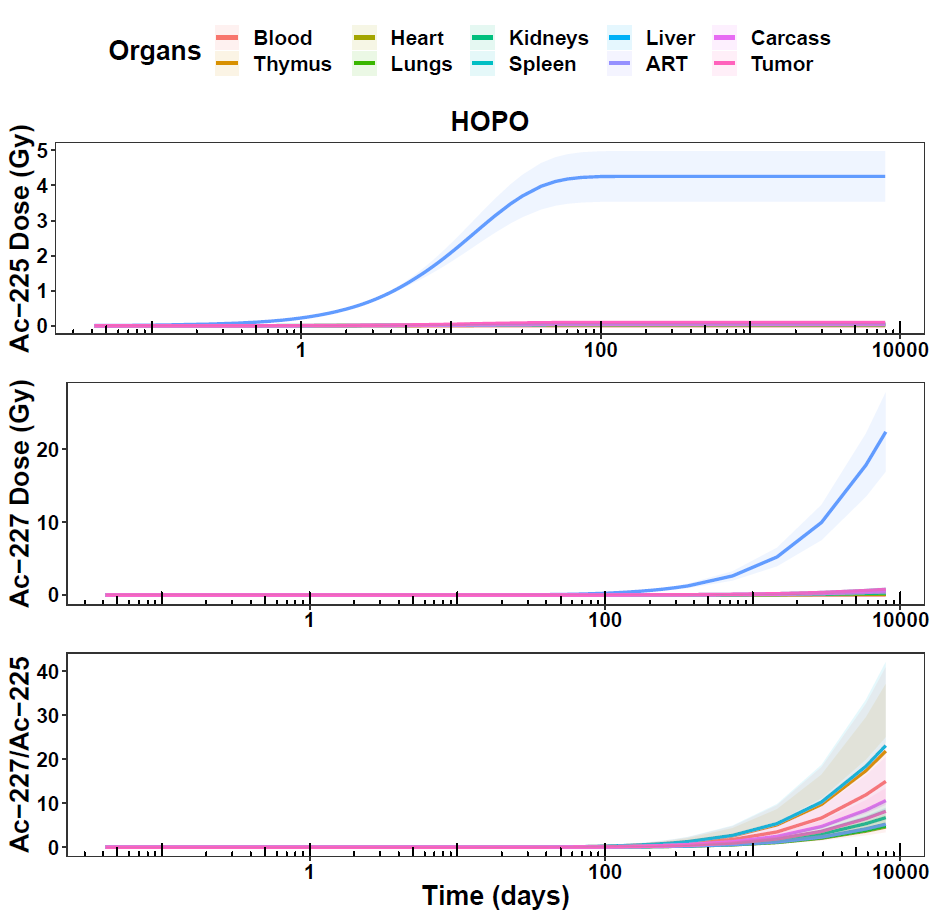 Organs
Blood Heart Kidneys Liver Carcass
Thymus Lungs Spleen ART Tumor
HOPO
Ac−225 Dose (Gy)
5
4
3
2
1
0
1 100 10000
Ac−227 Dose (Gy)
20
10
0
1 100 10000
Ac−227/Ac−225
40
30
20
10
0
1 100 10000
Time (days)